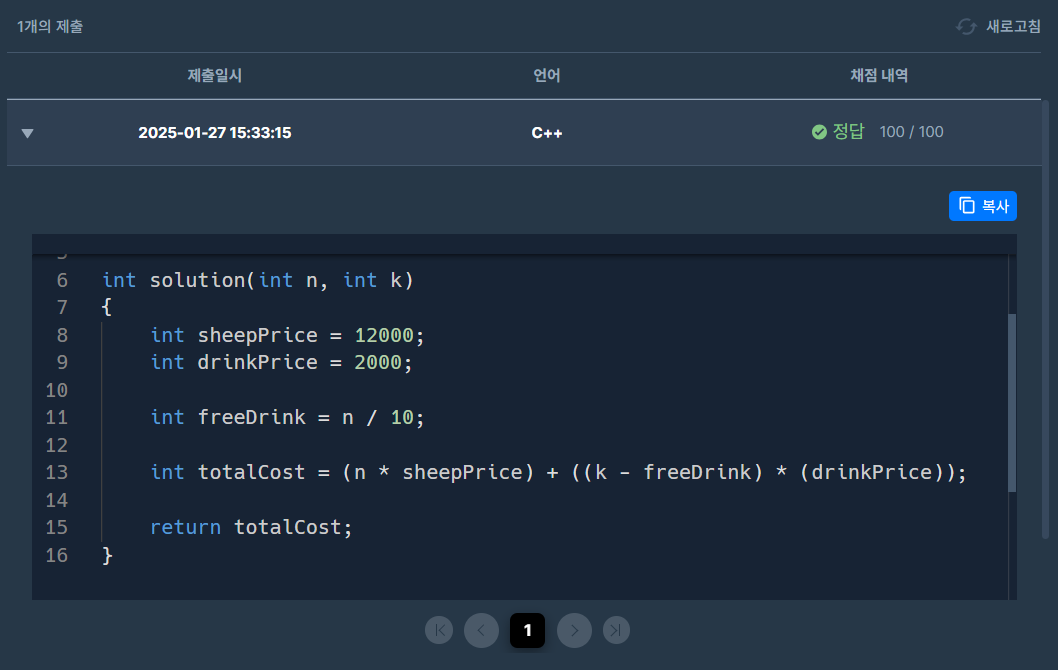 1개의 제출 새로고침
제출일시 언어 채점 내역
2025-01-27 15:33:15 C++ 정답 100 / 100
복사
6 int solution(int n, int k)
7 {
8     int sheepPrice = 12000;
9     int drinkPrice = 2000;
10
11     int freeDrink = n / 10;
12
13     int totalCost = (n * sheepPrice) + ((k - freeDrink) * (drinkPrice));
14
15     return totalCost;
16 }
1